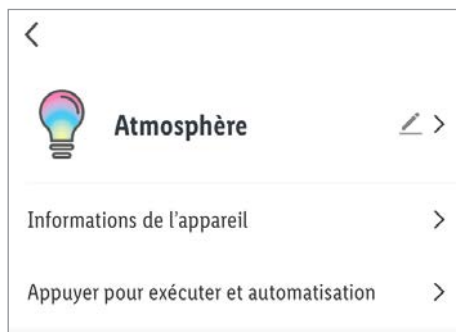 Atmosphère
Informations de l'appareil
Appuyer pour exécuter et automatisation